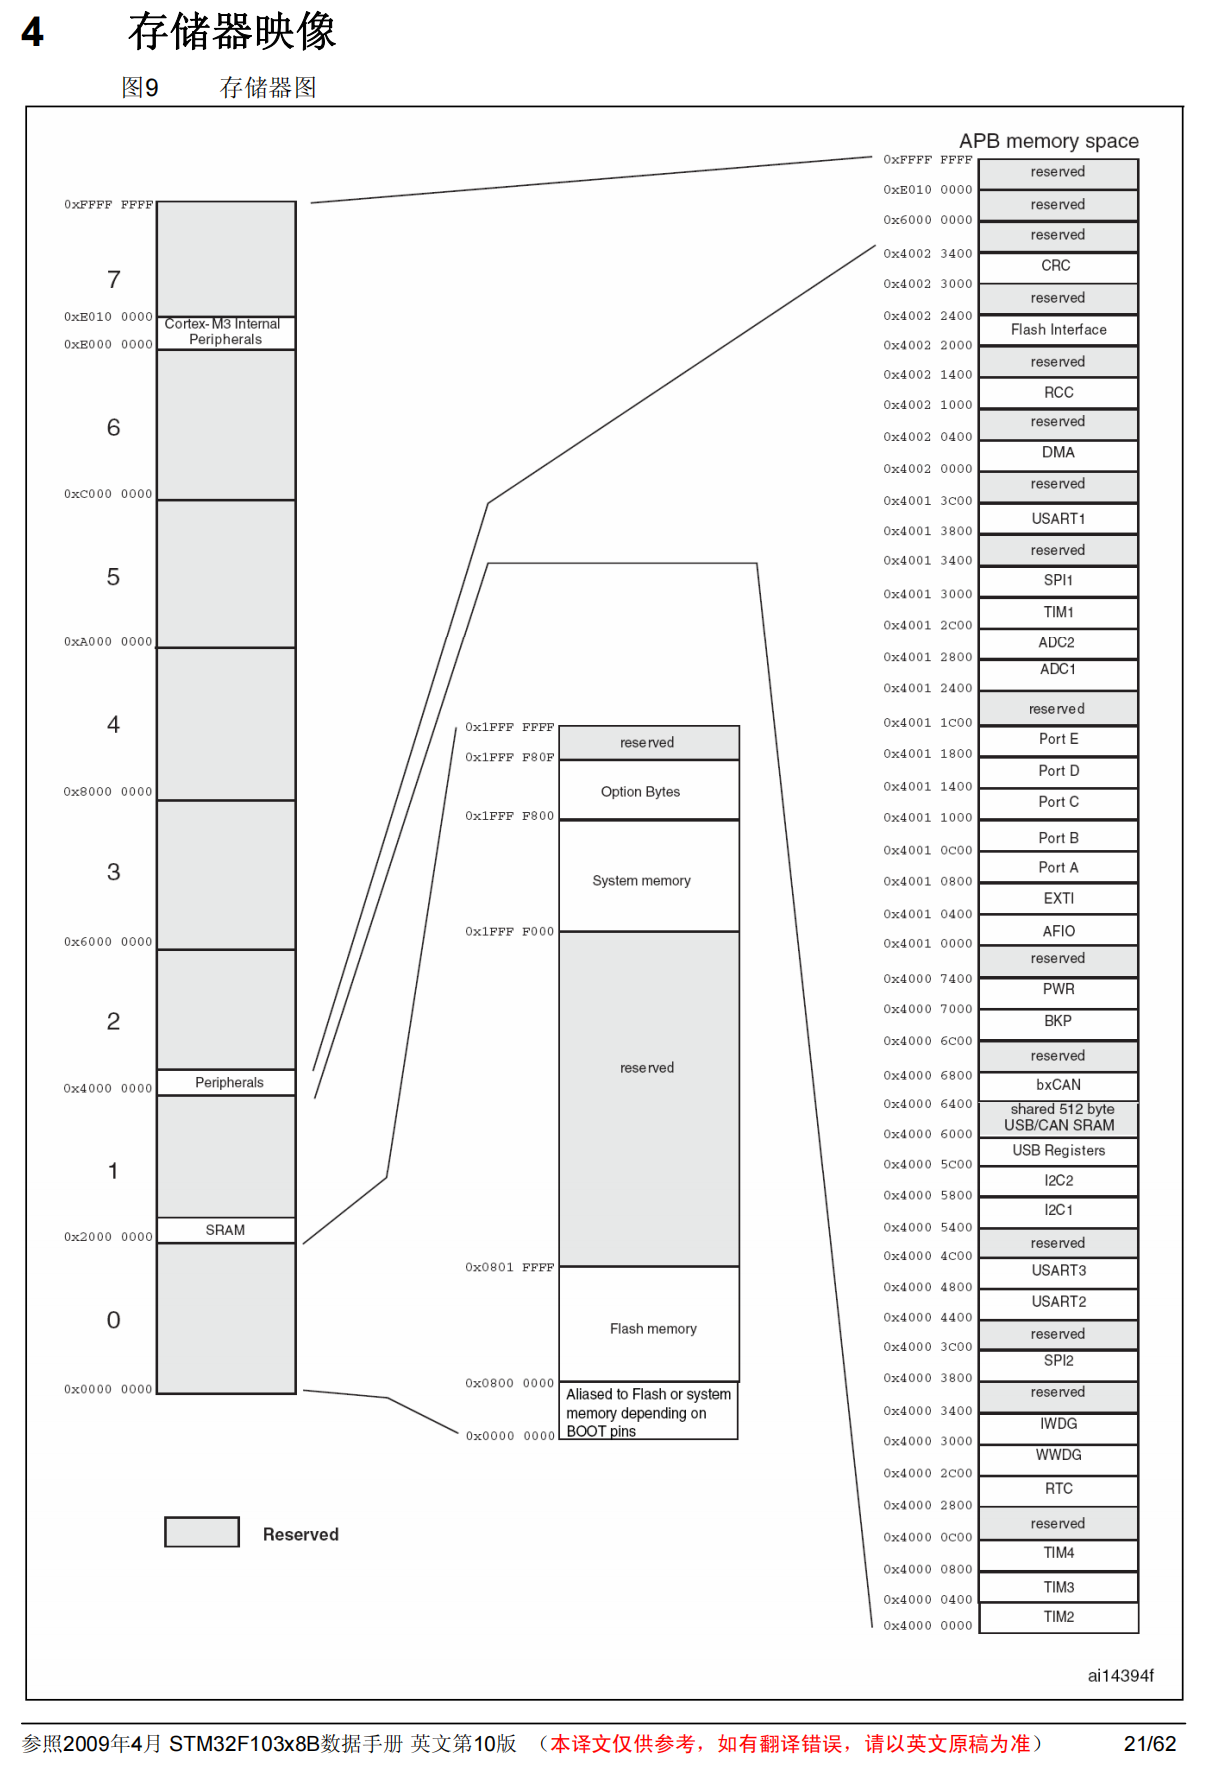 4 存储器映像
图9 存储器图
APB memory space
0xFFFF FFFF
reserved
0xE010 0000
reserved
0x6000 0000
reserved
0x4002 3400
CRC
0x4002 3000
reserved
0x4002 2400
Flash Interface
0x4002 2000
reserved
0x4002 1400
RCC
0x4002 1000
reserved
0x4002 0400
DMA
0x4002 0000
reserved
0x4001 3C00
USART1
0x4001 3800
reserved
0x4001 3400
SPI1
0x4001 3000
TIM1
0x4001 2C00
ADC2
0x4001 2800
ADC1
0x4001 2400
reserved
0x4001 1C00
Port E
0x4001 1800
Port D
0x4001 1400
Port C
0x4001 1000
Port B
0x4001 0C00
Port A
0x4001 0800
EXTI
0x4001 0400
AFIO
0x4001 0000
reserved
0x4000 7400
PWR
0x4000 7000
BKP
0x4000 6C00
reserved
0x4000 6800
bxCAN
0x4000 6400
shared 512 byte
USB/CAN SRAM
0x4000 6000
USB Registers
0x4000 5C00
I2C2
0x4000 5800
I2C1
0x4000 5400
reserved
0x4000 4C00
USART3
0x4000 4800
USART2
0x4000 4400
reserved
0x4000 3C00
SPI2
0x4000 3800
reserved
0x4000 3400
IWDG
0x4000 3000
WWDG
0x4000 2C00
RTC
0x4000 2800
reserved
0x4000 0C00
TIM4
0x4000 0800
TIM3
0x4000 0400
TIM2
0x4000 0000
0xFFFF FFFF
7
0xE010 0000
Cortex-M3 Internal
Peripherals
0xE000 0000
6
0xC000 0000
5
0xA000 0000
4
0x8000 0000
3
0x6000 0000
2
Peripherals
0x4000 0000
1
SRAM
0x2000 0000
0
0x0000 0000
0x1FFF FFFF
reserved
0x1FFF F80F
Option Bytes
0x1FFF F800
System memory
0x1FFF F000
reserved
0x0801 FFFF
Flash memory
0x0800 0000
Aliased to Flash or system
memory depending on
BOOT pins
0x0000 0000
Reserved
ai14394f
参照2009年4月 STM32F103x8B数据手册 英文第10版 （本译文仅供参考，如有翻译错误，请以英文原稿为准） 21/62